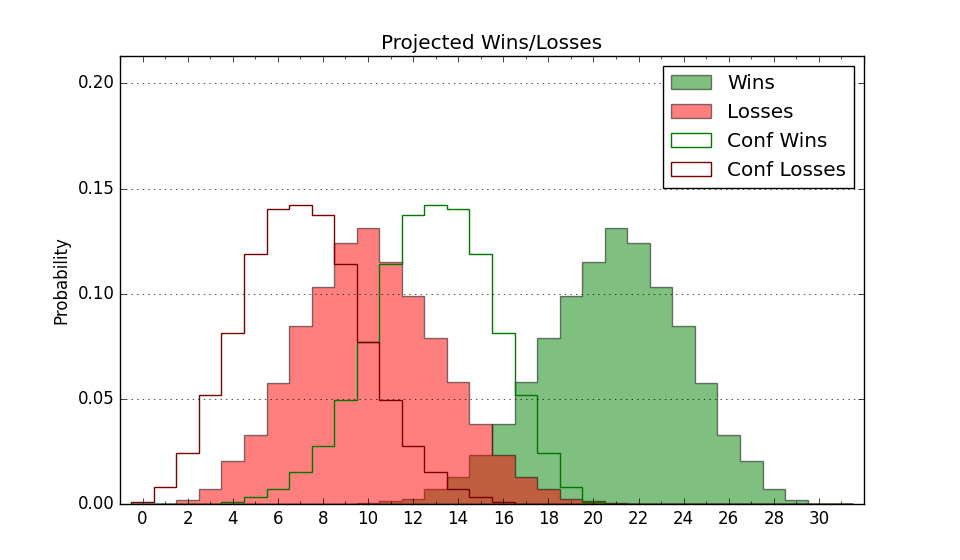 Projected Wins/Losses
0.20
0.15
0.10
0.05
0.00
Probability
Wins
Losses
Conf Wins
Conf Losses
0 2 4 6 8 10 12 14 16 18 20 22 24 26 28 30